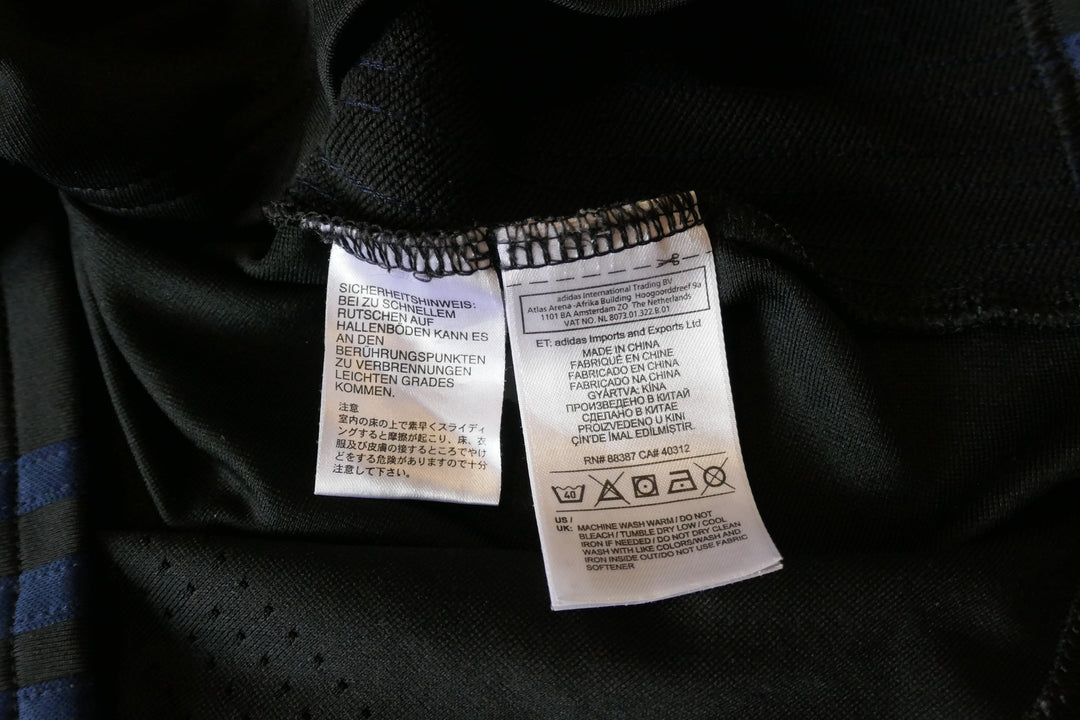 SICHERHEITSHINWEIS:
BEI ZU SCHNELLEM
RUTSCHEN AUF
HALLENBÖDEN KANN ES
AN DEN
BERÜHRUNGSPUNKTEN
ZU VERBRENNUNGEN
LEICHTEN GRADES
KOMMEN.
注意
室内の床の上で素早くスライディ
ングすると摩擦が起こり、床、衣
服及び皮膚の接するところでやけ
どをする危険がありますので十分
注意して下さい。
adidas International Trading BV
Atlas Arena -Afrika Building Hoogoorddreef 9a
1101 BA Amsterdam ZO The Netherlands
VAT NO. NL 8073.01.322.B.01
ET: adidas Imports and Exports Ltd
MADE IN CHINA
FABRIQUÉ EN CHINE
FABRICADO EN CHINA
FABRICADO NA CHINA
GYÁRTVA: KÍNA
ПРОИЗВЕДЕНО В КИТАЙ
СДЕЛАНО В КИТАЕ
PROIZVEDENO U KINI
ÇİN'DE İMAL EDİLMİŞTİR.
RN# 88387 CA# 40312
40
US / UK: MACHINE WASH WARM / DO NOT
BLEACH / TUMBLE DRY LOW / COOL
IRON IF NEEDED / DO NOT DRY CLEAN
WASH WITH LIKE COLORS/WASH AND
IRON INSIDE OUT/DO NOT USE FABRIC
SOFTENER